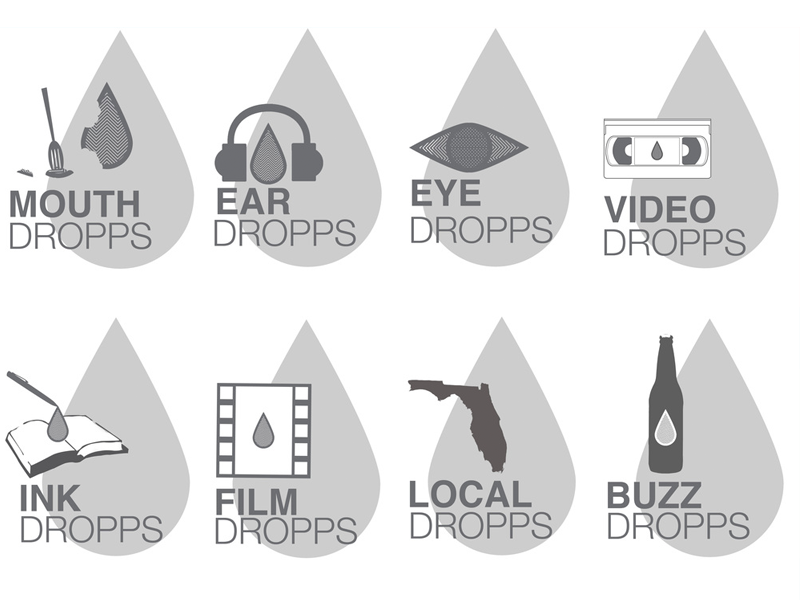 MOUTH
DROPPS
EAR
DROPPS
EYE
DROPPS
VIDEO
DROPPS
INK
DROPPS
FILM
DROPPS
LOCAL
DROPPS
BUZZ
DROPPS